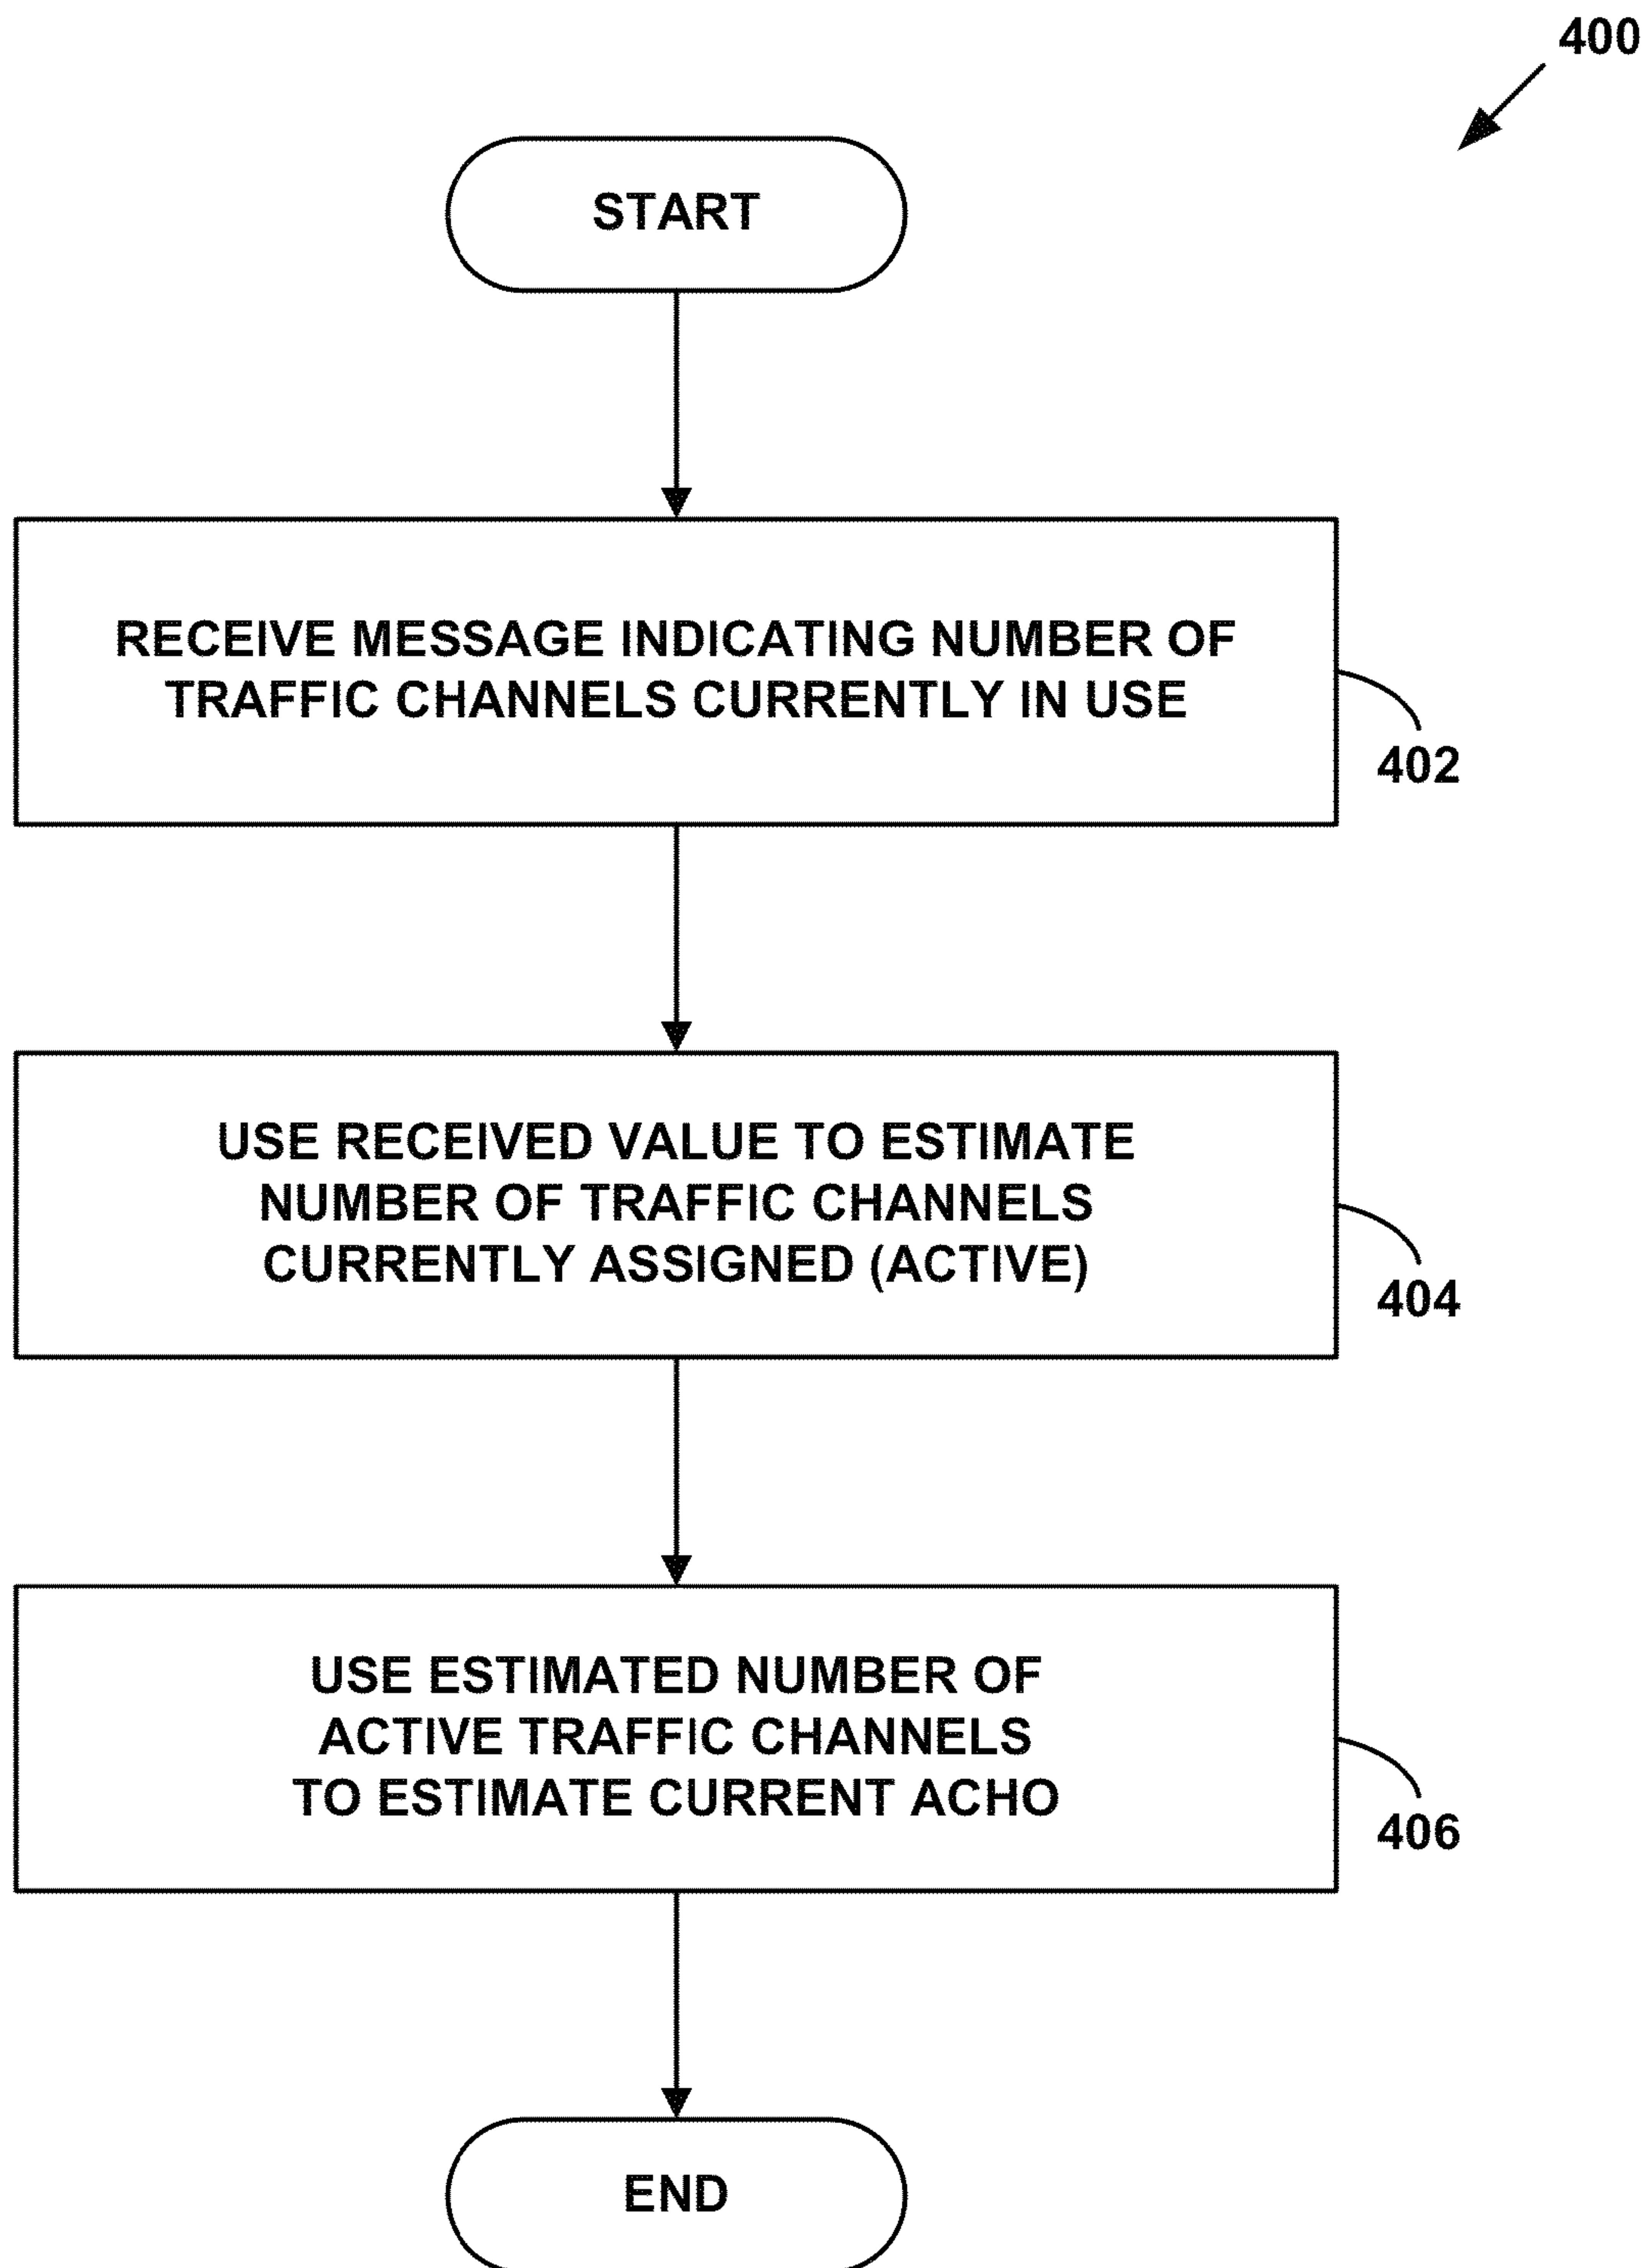 400
START
RECEIVE MESSAGE INDICATING NUMBER OF
TRAFFIC CHANNELS CURRENTLY IN USE
402
USE RECEIVED VALUE TO ESTIMATE
NUMBER OF TRAFFIC CHANNELS
CURRENTLY ASSIGNED (ACTIVE)
404
USE ESTIMATED NUMBER OF
ACTIVE TRAFFIC CHANNELS
TO ESTIMATE CURRENT ACHO
406
END